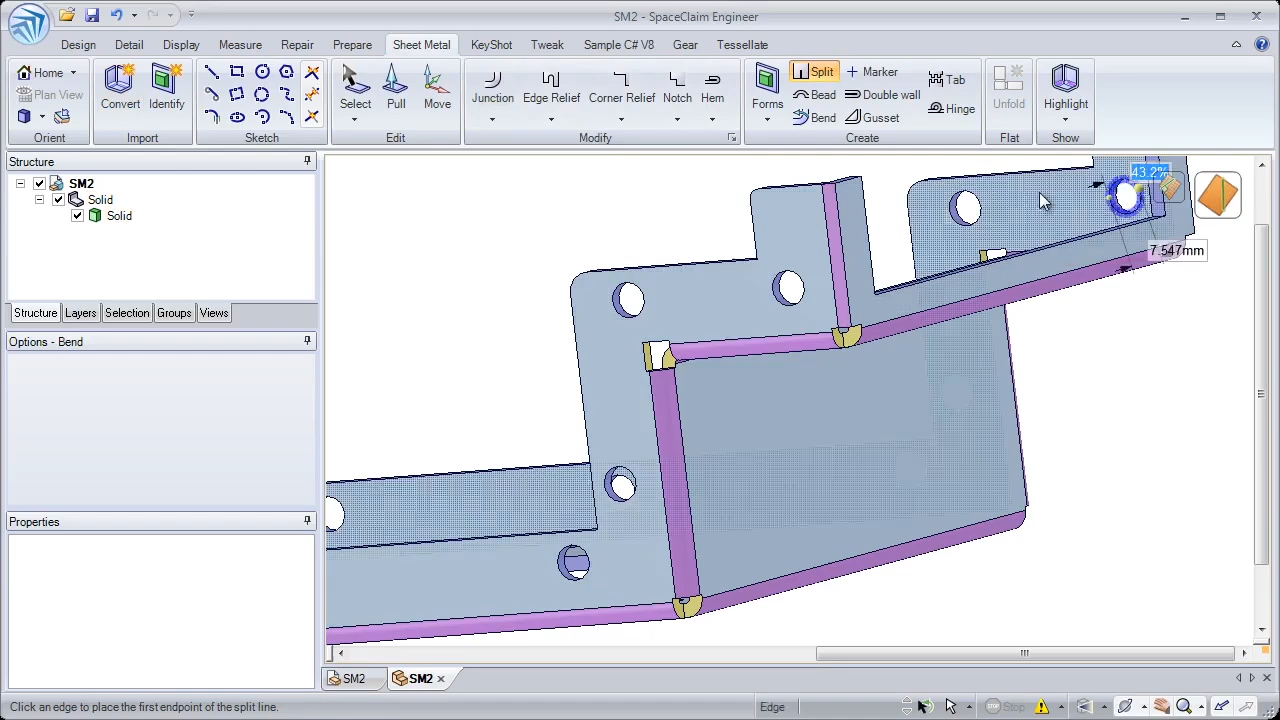 SM2 - SpaceClaim Engineer
Design Detail Display Measure Repair Prepare Sheet Metal KeyShot Tweak Sample C# V8 Gear Tessellate
Home
Plan View
Orient
Convert Identify
Import
Sketch
Select Pull Move
Edit
Junction Edge Relief Corner Relief Notch Hem
Modify
Forms
Split
Bead
Bend
Marker
Double wall
Gusset
Tab
Hinge
Create
Unfold
Flat
Highlight
Show
Structure
SM2
Solid
Solid
Structure Layers Selection Groups Views
Options - Bend
Properties
43.2%
7.547mm
SM2 SM2
Click an edge to place the first endpoint of the split line.
Edge
Stop